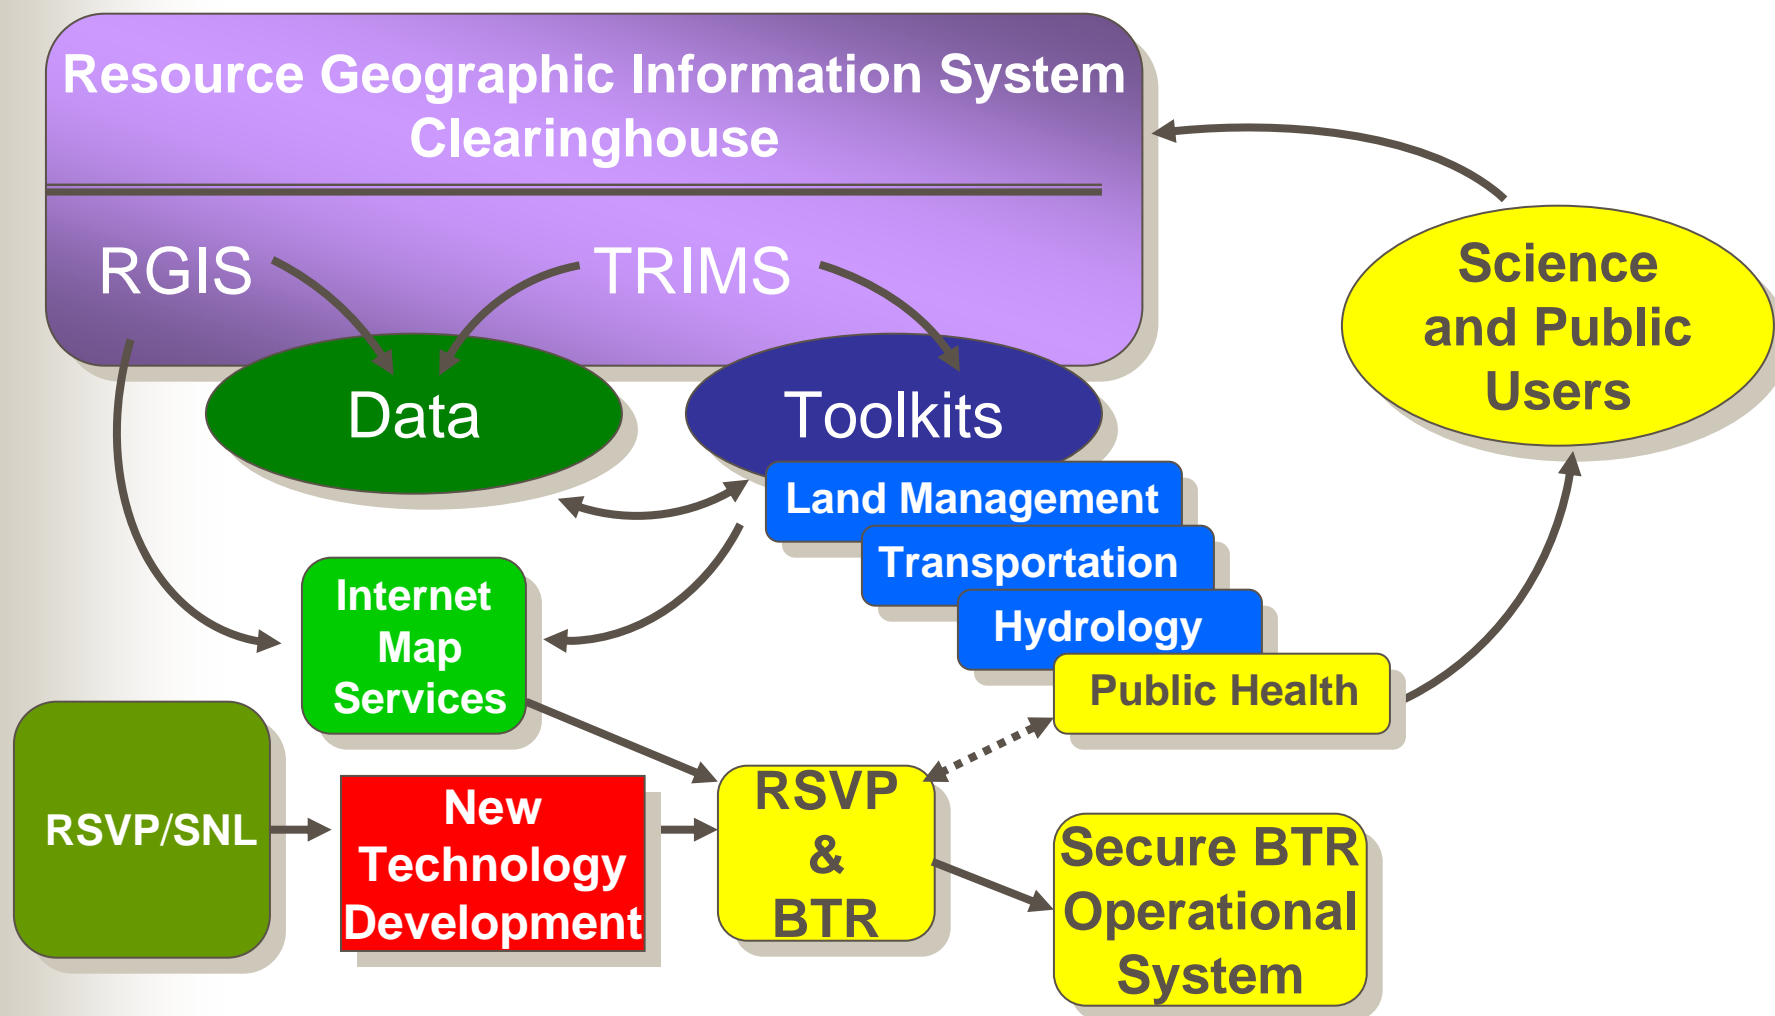 Resource Geographic Information System
Clearinghouse
RGIS
TRIMS
Science
and Public
Users
Data
Toolkits
Land Management
Transportation
Hydrology
Public Health
Internet
Map
Services
RSVP/SNL
New
Technology
Development
RSVP
&
BTR
Secure BTR
Operational
System